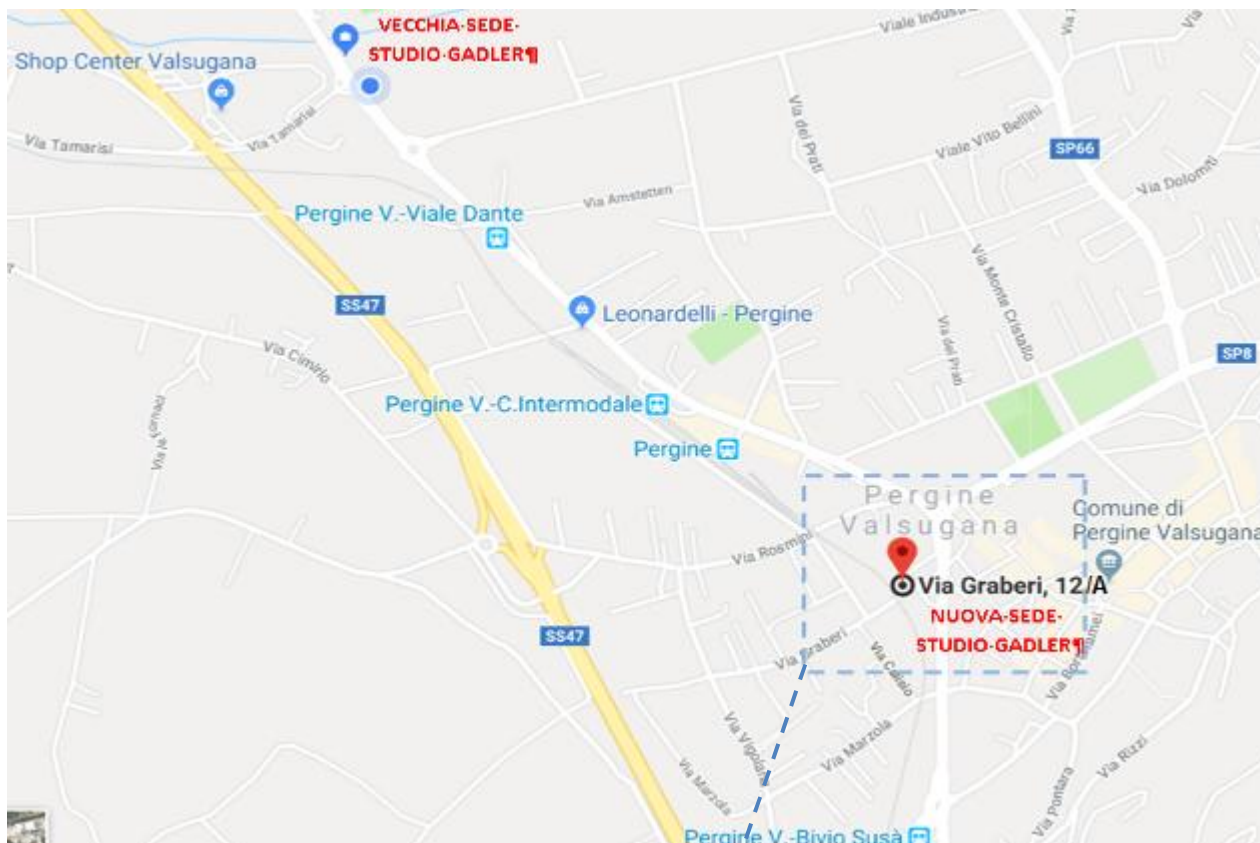 VECCHIA·SEDE·
STUDIO·GADLER¶
Viale Indust
Shop Center Valsugana
Via Tamarisi
Via Tamarisi
Via dei Prati
Viale Vito Bellini
SP66
Via Dolomiti
Via Amstetten
Pergine V.-Viale Dante
Via Monte Cristallo
SS47
Leonardelli - Pergine
Via dei Prati
Via Cimirlo
SP8
Pergine V.-C.Intermodale
Via le Fornaci
Pergine
Pergine
Valsugana
Comune di
Pergine Valsugana
Via Rosmini
Via Graberi, 12/A
NUOVA·SEDE·
STUDIO·GADLER¶
SS47
Via Graberi
Via Caisio
Via Vigolana
Via Marzola
Via Marzola
Via Rizzi
Via Pontara
Pergine V.-Bivio Susà